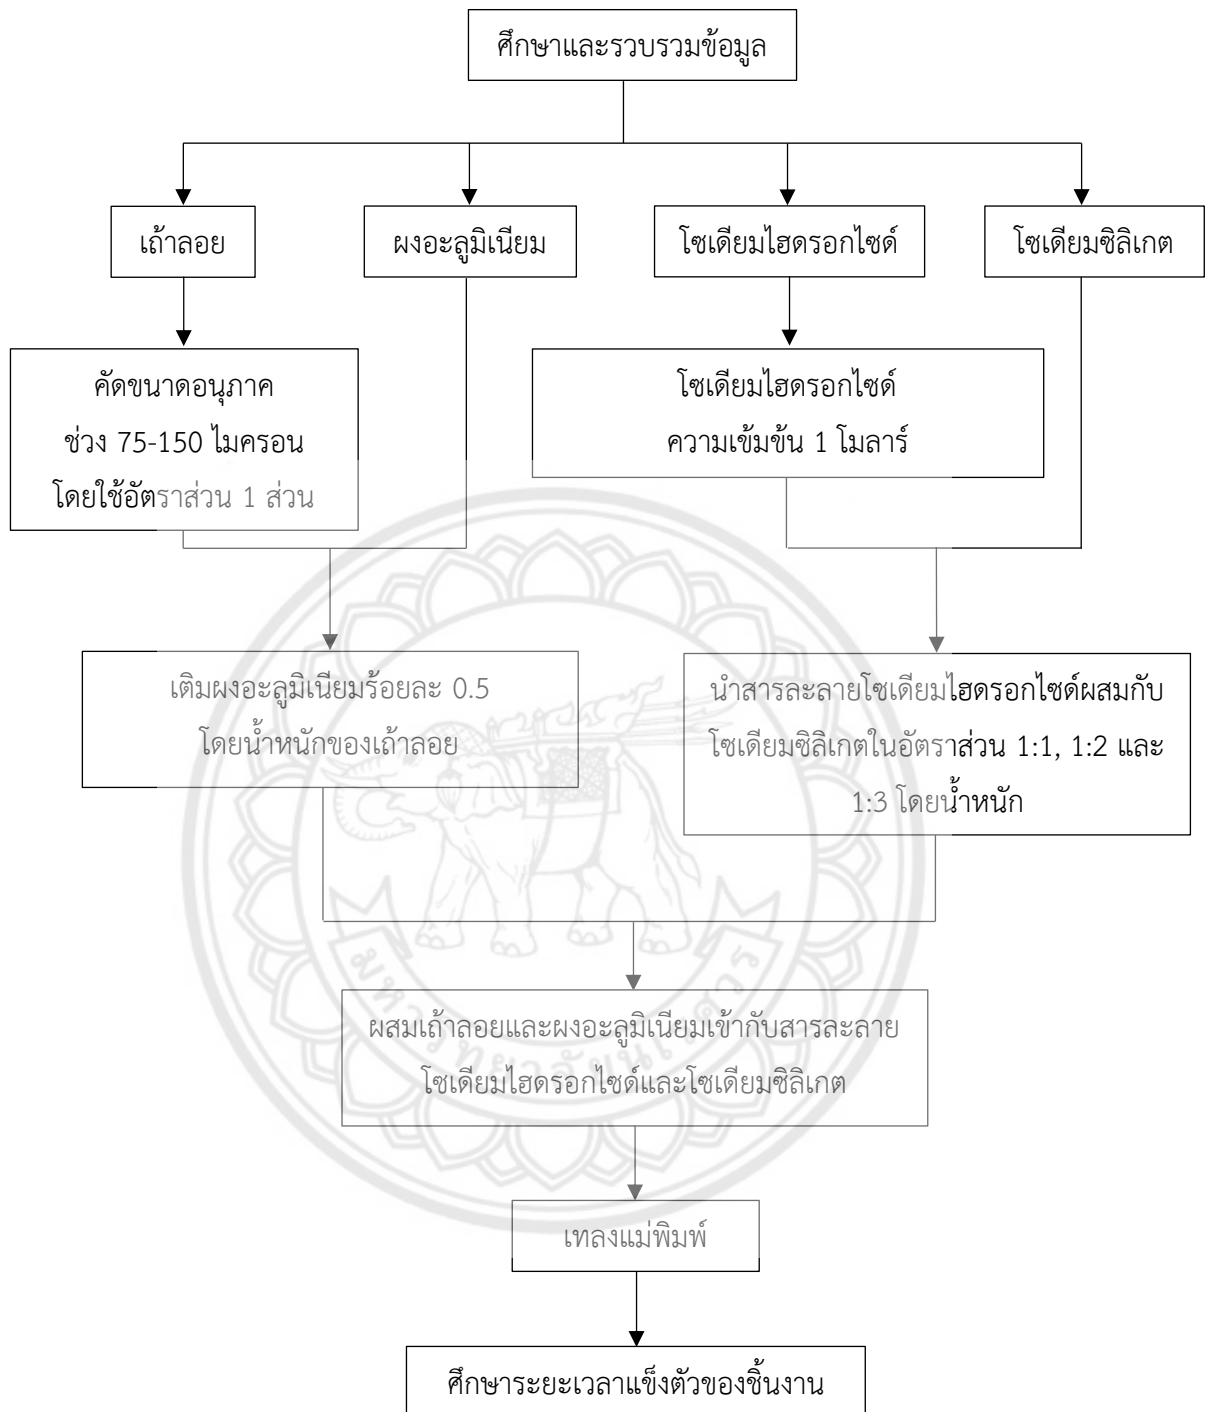 ศึกษาและรวบรวมข้อมูล
เถ้าลอย
ผงอะลูมิเนียม
โซเดียมไฮดรอกไซด์
โซเดียมซิลิเกต
คัดขนาดอนุภาค
ช่วง 75-150 ไมครอน
โดยใช้อัตราส่วน 1 ส่วน
โซเดียมไฮดรอกไซด์
ความเข้มข้น 1 โมลาร์
เติมผงอะลูมิเนียมร้อยละ 0.5
โดยน้ำหนักของเถ้าลอย
นำสารละลายโซเดียมไฮดรอกไซด์ผสมกับ
โซเดียมซิลิเกตในอัตราส่วน 1:1, 1:2 และ
1:3 โดยน้ำหนัก
ผสมเถ้าลอยและผงอะลูมิเนียมเข้ากับสารละลาย
โซเดียมไฮดรอกไซด์และโซเดียมซิลิเกต
มหาวิทยาลัยนเรศวร
เทลงแม่พิมพ์
ศึกษาระยะเวลาแข็งตัวของชิ้นงาน